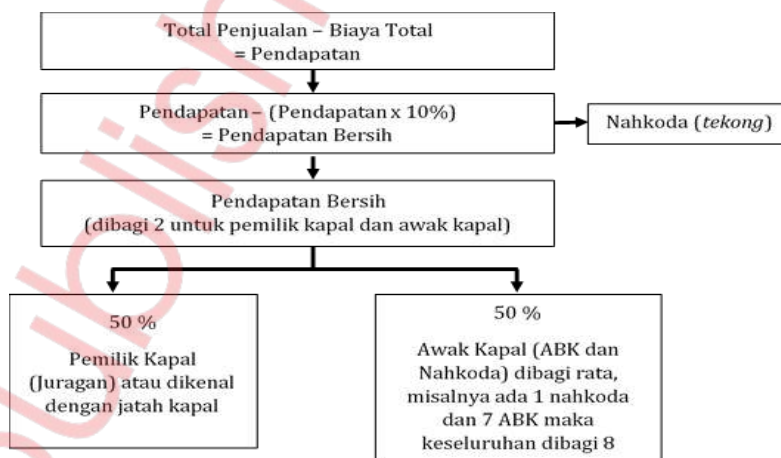 Total Penjualan – Biaya Total
= Pendapatan
Pendapatan – (Pendapatan x 10%)
= Pendapatan Bersih
Nahkoda (tekong)
Pendapatan Bersih
(dibagi 2 untuk pemilik kapal dan awak kapal)
50 %
Pemilik Kapal
(Juragan) atau dikenal
dengan jatah kapal
50 %
Awak Kapal (ABK dan
Nahkoda) dibagi rata,
misalnya ada 1 nahkoda
dan 7 ABK maka
keseluruhan dibagi 8
publish